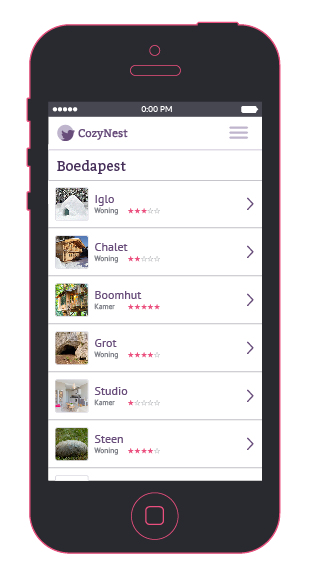 0:00 PM
CozyNest
Boedapest
Iglo
Woning ★★★☆☆
Chalet
Woning ★★☆☆☆
Boomhut
Kamer ★★★★★
Grot
Woning ★★★★☆
Studio
Kamer ★☆☆☆☆
Steen
Woning ★★★★☆